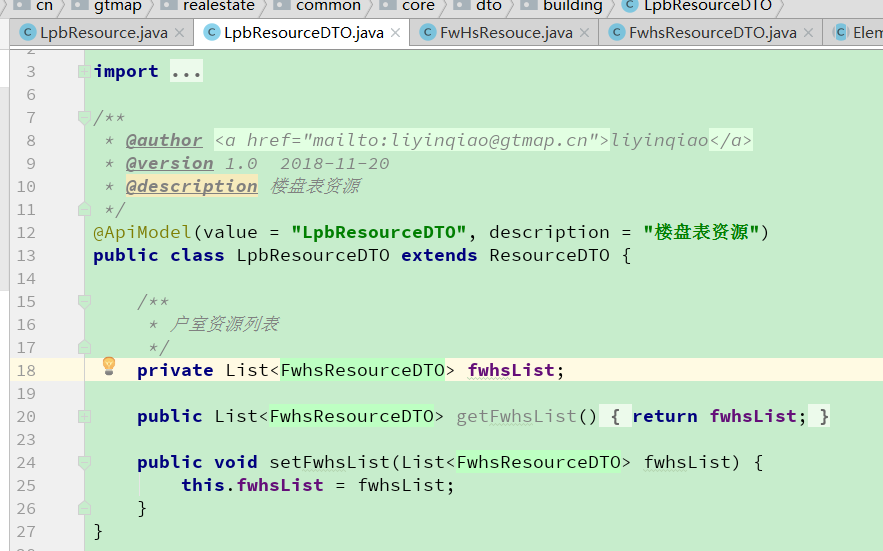 cn gtmap realestate common core dto building LpbResourceDTO
LpbResource.java LpbResourceDTO.java FwHsResouce.java FwhsResourceDTO.java Elem
3 import ...
6
7 /**
8 * @author <a href="mailto:liyinqiao@gtmap.cn">liyinqiao</a>
9 * @version 1.0 2018-11-20
10 * @description 楼盘表资源
11 */
12 @ApiModel(value = "LpbResourceDTO", description = "楼盘表资源")
13 public class LpbResourceDTO extends ResourceDTO {
14
15 /**
16 * 户室资源列表
17 */
18 private List<FwhsResourceDTO> fwhsList;
19
20 public List<FwhsResourceDTO> getFwhsList() { return fwhsList; }
23
24 public void setFwhsList(List<FwhsResourceDTO> fwhsList) {
25 this.fwhsList = fwhsList;
26 }
27 }